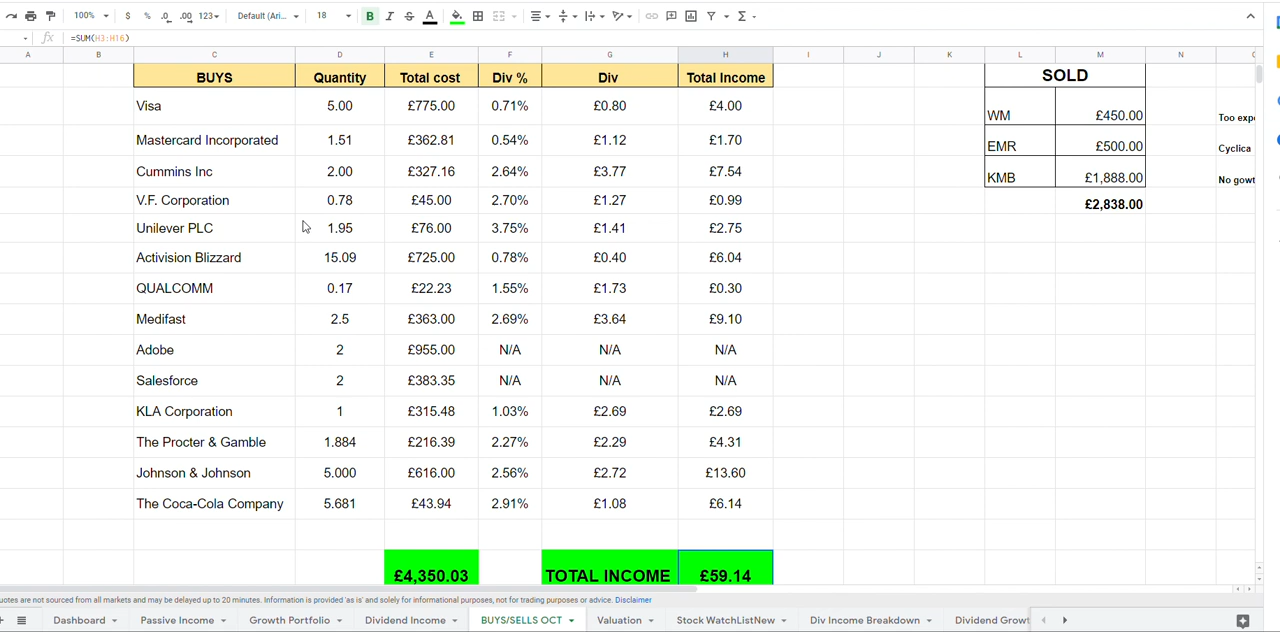 100% $ % .0 .00 123 Default (Ari... 18 B I S A Σ
fx =SUM(H3:H16)
A B C D E F G H I J K L M N
BUYS Quantity Total cost Div % Div Total Income SOLD
Visa 5.00 £775.00 0.71% £0.80 £4.00 WM £450.00 Too expe
Mastercard Incorporated 1.51 £362.81 0.54% £1.12 £1.70 EMR £500.00 Cyclica
Cummins Inc 2.00 £327.16 2.64% £3.77 £7.54 KMB £1,888.00 No gowt
V.F. Corporation 0.78 £45.00 2.70% £1.27 £0.99 £2,838.00
Unilever PLC 1.95 £76.00 3.75% £1.41 £2.75
Activision Blizzard 15.09 £725.00 0.78% £0.40 £6.04
QUALCOMM 0.17 £22.23 1.55% £1.73 £0.30
Medifast 2.5 £363.00 2.69% £3.64 £9.10
Adobe 2 £955.00 N/A N/A N/A
Salesforce 2 £383.35 N/A N/A N/A
KLA Corporation 1 £315.48 1.03% £2.69 £2.69
The Procter & Gamble 1.884 £216.39 2.27% £2.29 £4.31
Johnson & Johnson 5.000 £616.00 2.56% £2.72 £13.60
The Coca-Cola Company 5.681 £43.94 2.91% £1.08 £6.14
£4,350.03 TOTAL INCOME £59.14
uotes are not sourced from all markets and may be delayed up to 20 minutes. Information is provided 'as is' and solely for informational purposes, not for trading purposes or advice. Disclaimer
Dashboard Passive Income Growth Portfolio Dividend Income BUYS/SELLS OCT Valuation Stock WatchListNew Div Income Breakdown Dividend Growt